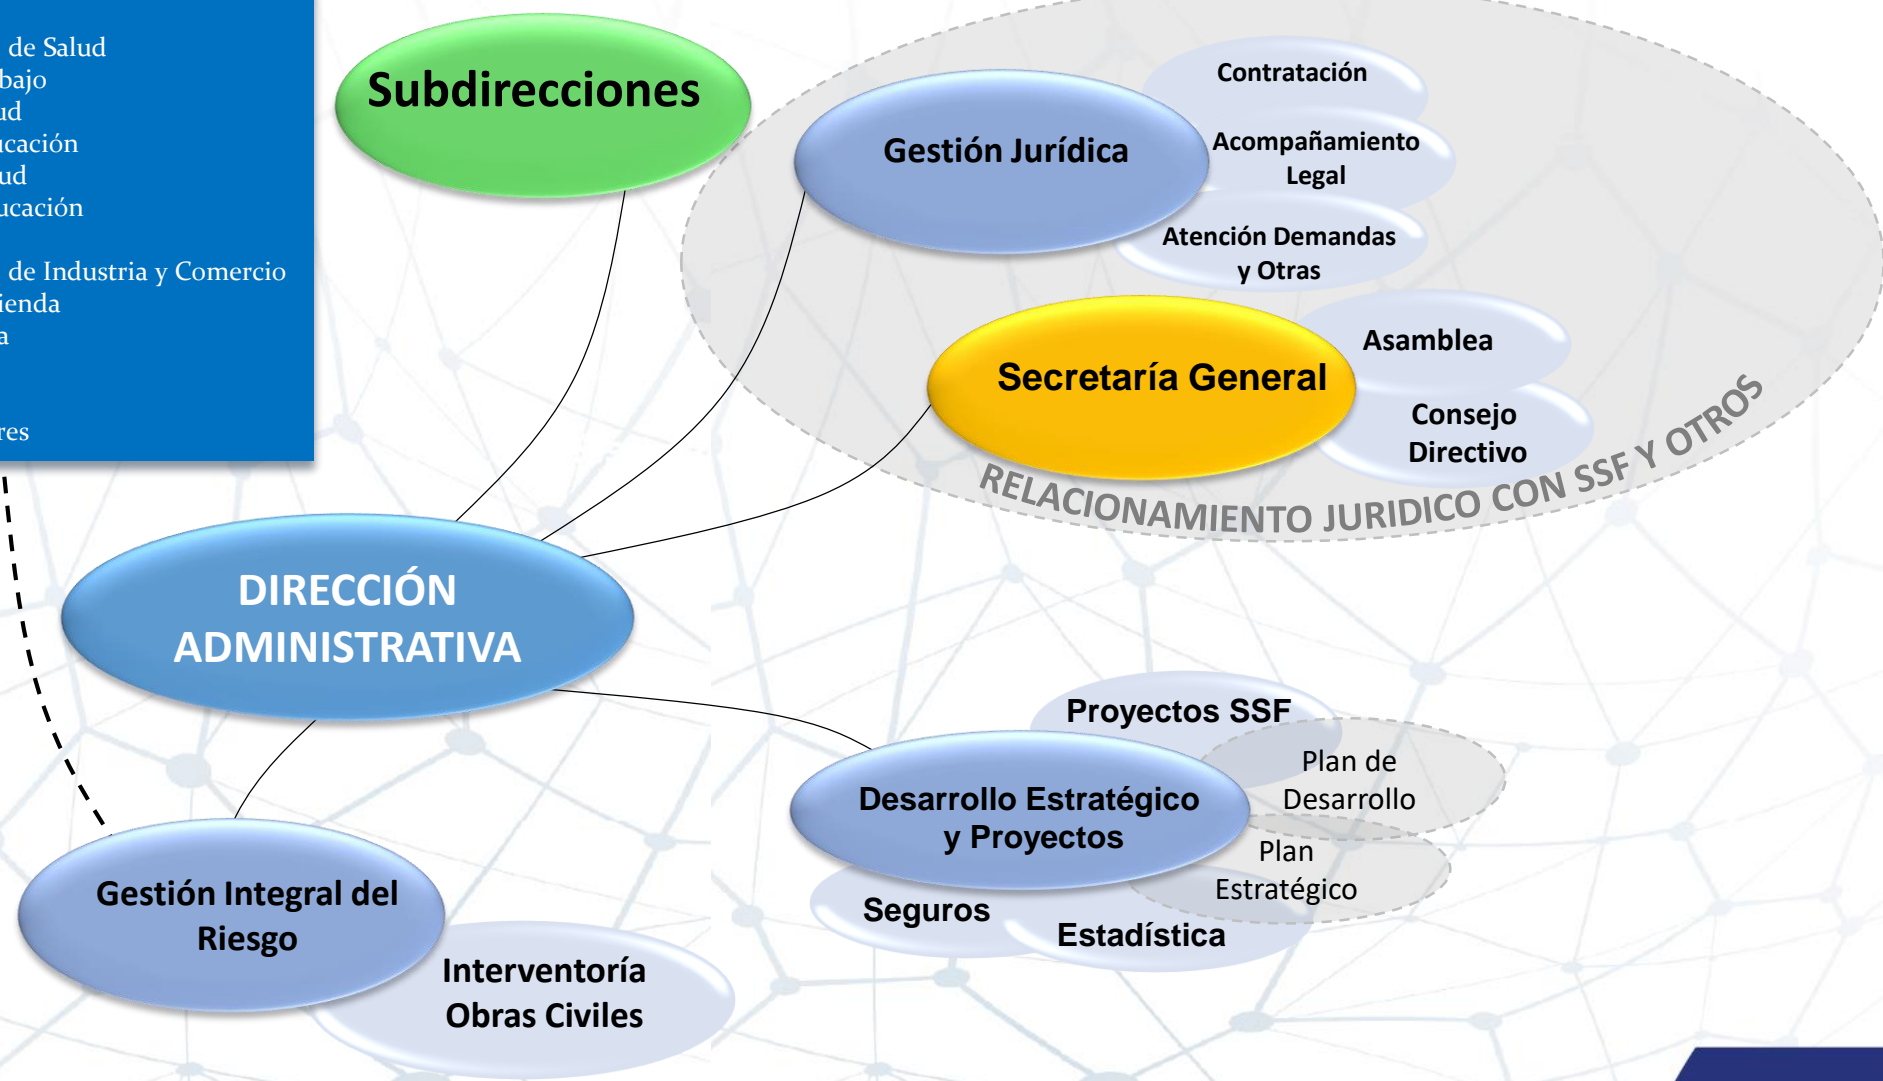 de Salud
bajo
ud
ucación
ud
ucación
de Industria y Comercio
ienda
a
res
Subdirecciones
Gestión Jurídica
Contratación
Acompañamiento
Legal
Atención Demandas
y Otras
Secretaría General
Asamblea
Consejo
Directivo
RELACIONAMIENTO JURIDICO CON SSF Y OTROS
DIRECCIÓN
ADMINISTRATIVA
Proyectos SSF
Plan de
Desarrollo
Desarrollo Estratégico
y Proyectos
Plan
Estratégico
Seguros
Estadística
Gestión Integral del
Riesgo
Interventoría
Obras Civiles